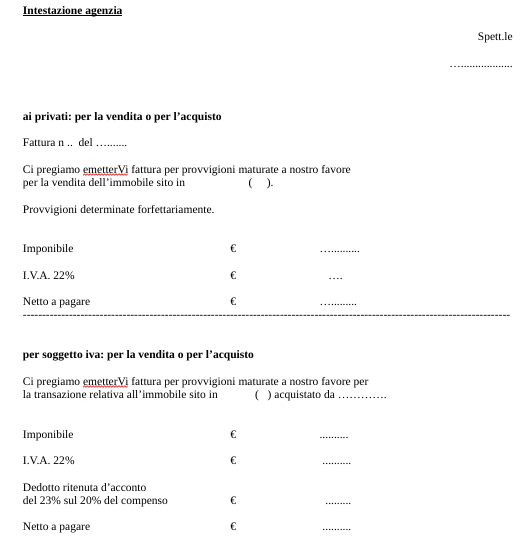 Intestazione agenzia
Spett.le
…..................
ai privati: per la vendita o per l’acquisto
Fattura n .. del ….......
Ci pregiamo emetterVi fattura per provvigioni maturate a nostro favore
per la vendita dell’immobile sito in ( ).
Provvigioni determinate forfettariamente.
Imponibile € …..........
I.V.A. 22% € ….
Netto a pagare € ….........
--------------------------------------------------------------------------------------------------------------------------------
per soggetto iva: per la vendita o per l’acquisto
Ci pregiamo emetterVi fattura per provvigioni maturate a nostro favore per
la transazione relativa all’immobile sito in ( ) acquistato da ………….
Imponibile € ..........
I.V.A. 22% € ..........
Dedotto ritenuta d’acconto
del 23% sul 20% del compenso € .........
Netto a pagare € ..........